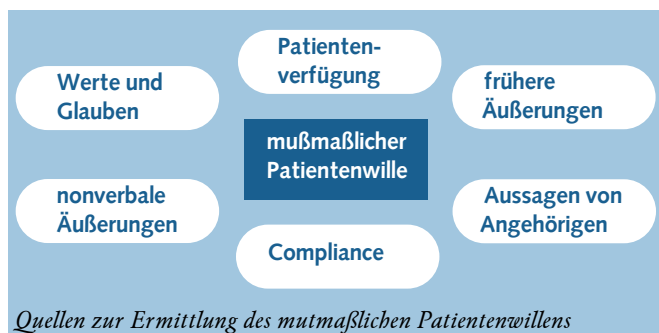 Patienten-
verfügung
Werte und
Glauben
frühere
Äußerungen
mußmaßlicher
Patientenwille
nonverbale
Äußerungen
Aussagen von
Angehörigen
Compliance
Quellen zur Ermittlung des mutmaßlichen Patientenwillens